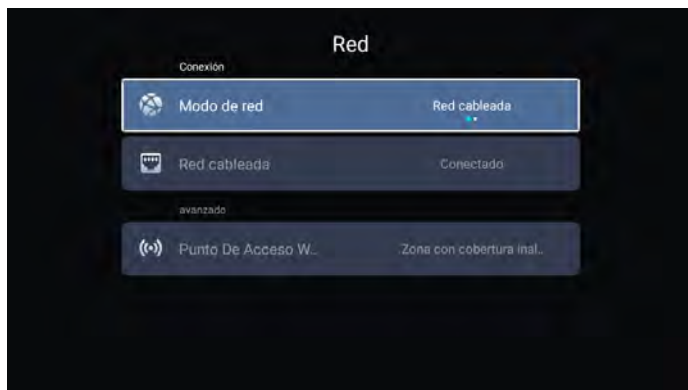 Red
Conexión
Modo de red Red cableada
Red cableada Conectado
avanzado
Punto De Acceso W... Zona con cobertura inal...